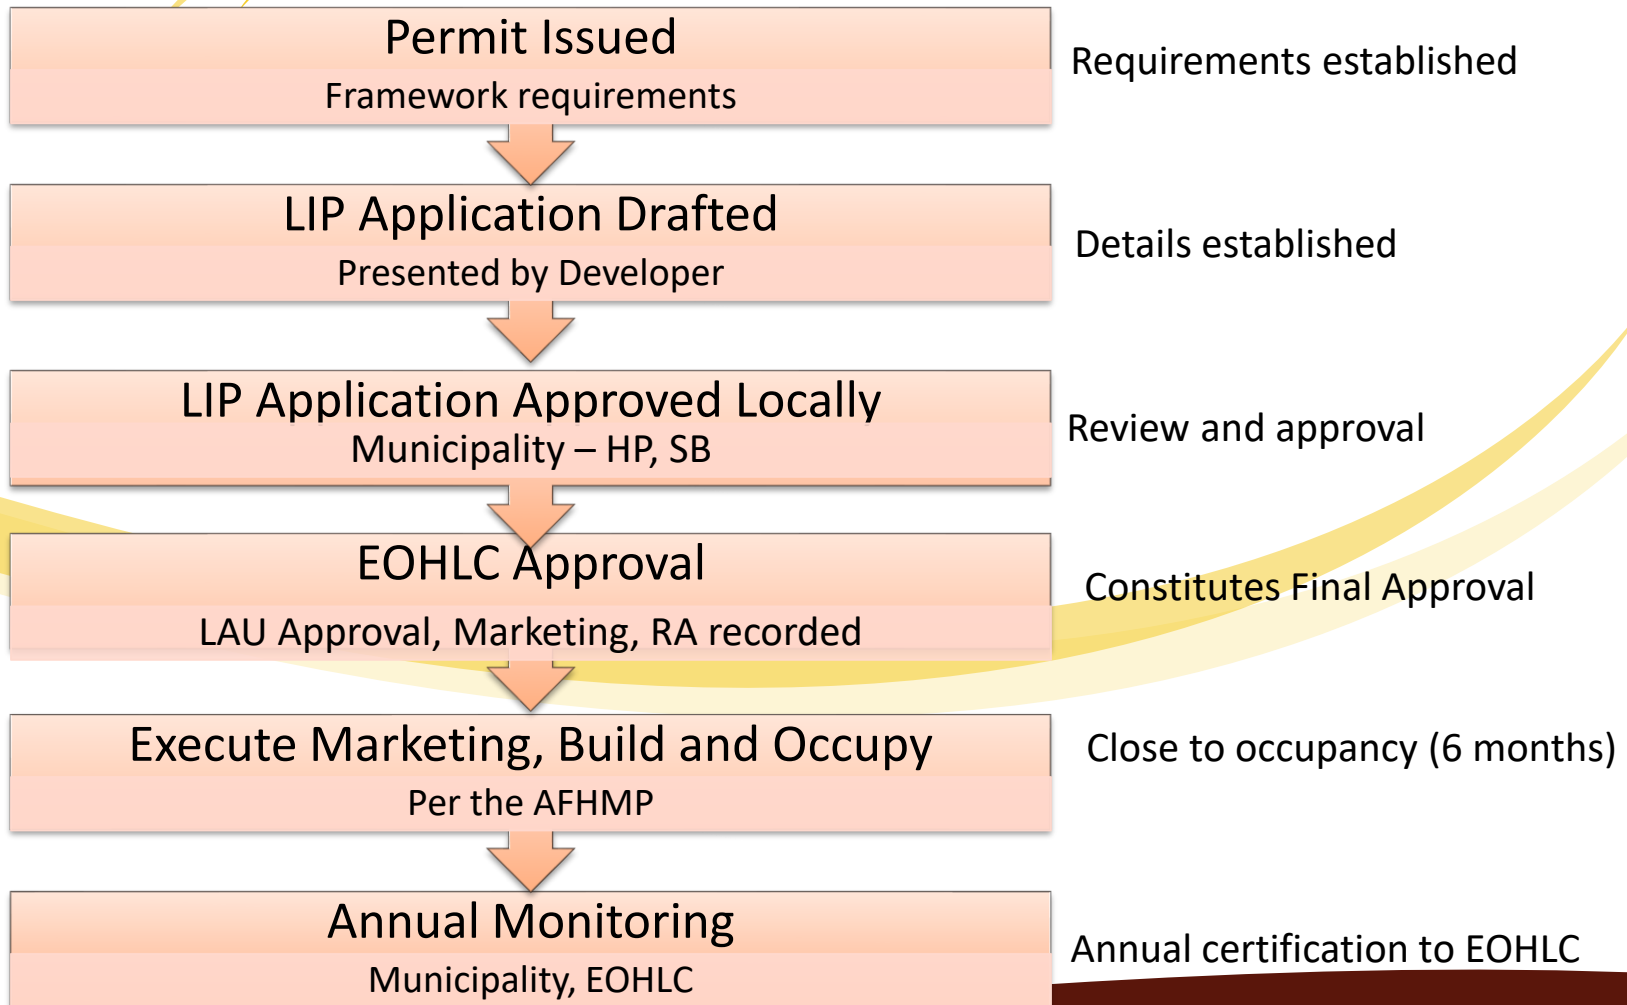 Permit Issued
Framework requirements
Requirements established
LIP Application Drafted
Presented by Developer
Details established
LIP Application Approved Locally
Municipality – HP, SB
Review and approval
EOHLC Approval
LAU Approval, Marketing, RA recorded
Constitutes Final Approval
Execute Marketing, Build and Occupy
Per the AFHMP
Close to occupancy (6 months)
Annual Monitoring
Municipality, EOHLC
Annual certification to EOHLC